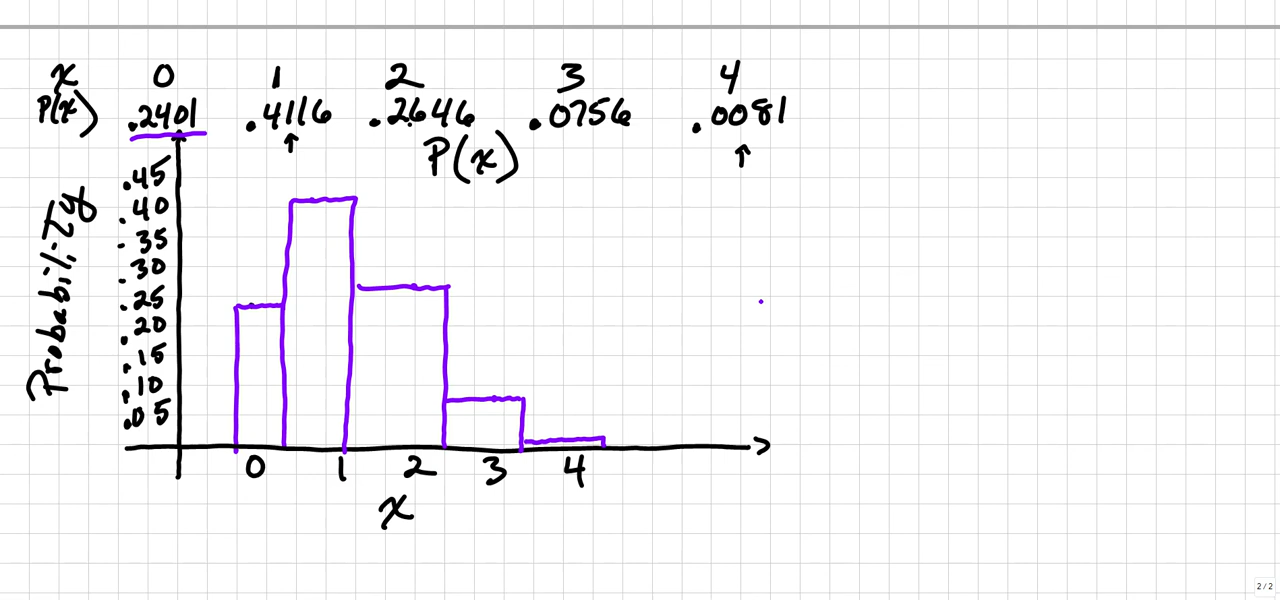 x 0 1 2 3 4
P(x) .2401 .4116 .2646 .0756 .0081
P(x)
Probability
.45
.40
.35
.30
.25
.20
.15
.10
.05
0 1 2 3 4
x
2/2